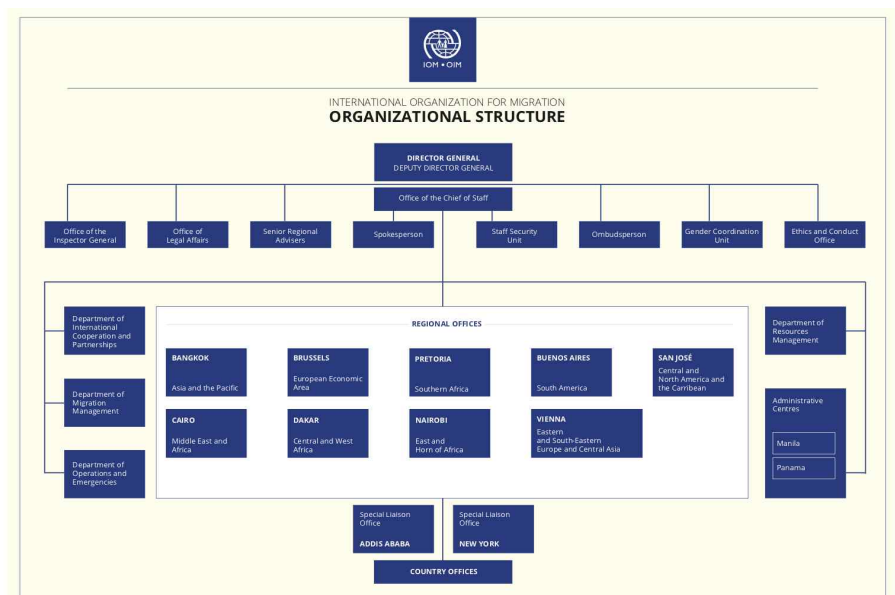 IOM • OIM
INTERNATIONAL ORGANIZATION FOR MIGRATION
ORGANIZATIONAL STRUCTURE
DIRECTOR GENERAL
DEPUTY DIRECTOR GENERAL
Office of the Chief of Staff
Office of the
Inspector General
Office of
Legal Affairs
Senior Regional
Advisers
Spokesperson
Staff Security
Unit
Ombudsperson
Gender Coordination
Unit
Ethics and Conduct
Office
Department of
International
Cooperation and
Partnerships
Department of
Migration
Management
Department of
Operations and
Emergencies
REGIONAL OFFICES
BANGKOK
Asia and the Pacific
BRUSSELS
European Economic
Area
PRETORIA
Southern Africa
BUENOS AIRES
South America
SAN JOSÉ
Central and
North America and
the Carribean
CAIRO
Middle East and
Africa
DAKAR
Central and West
Africa
NAIROBI
East and
Horn of Africa
VIENNA
Eastern
and South-Eastern
Europe and Central Asia
Department of
Resources
Management
Administrative
Centres
Manila
Panama
Special Liaison
Office
ADDIS ABABA
Special Liaison
Office
NEW YORK
COUNTRY OFFICES